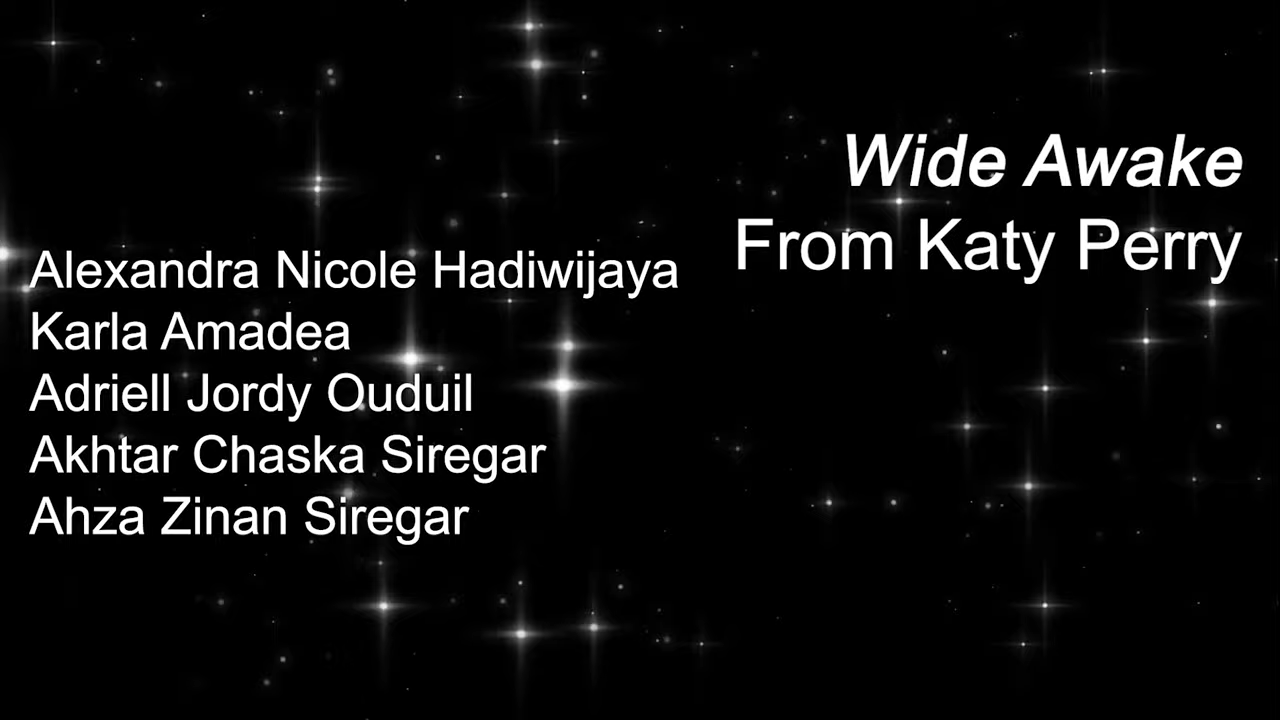 Wide Awake
From Katy Perry
Alexandra Nicole Hadiwijaya
Karla Amadea
Adriell Jordy Ouduil
Akhtar Chaska Siregar
Ahza Zinan Siregar